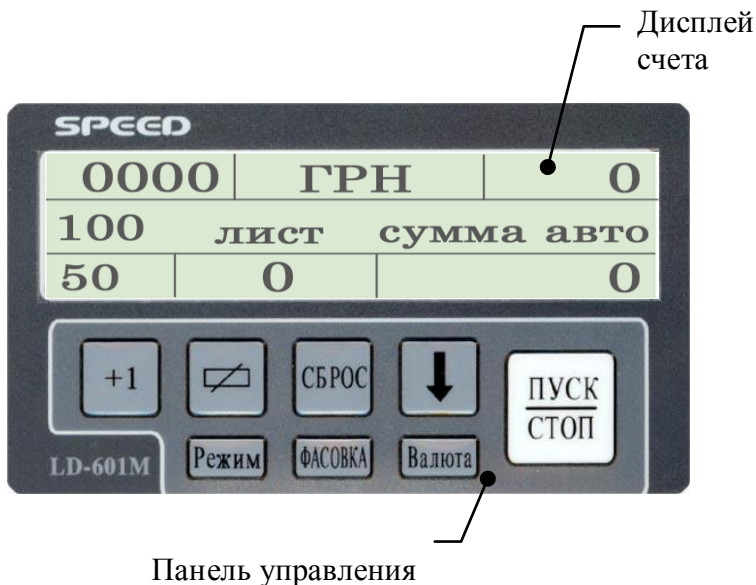 Дисплей
счета
SPEED
0000 ГРН 0
100 лист сумма авто
50 0 0
+1 СБРОС ПУСК
СТОП
LD-601M Режим ФАСОВКА Валюта
Панель управления